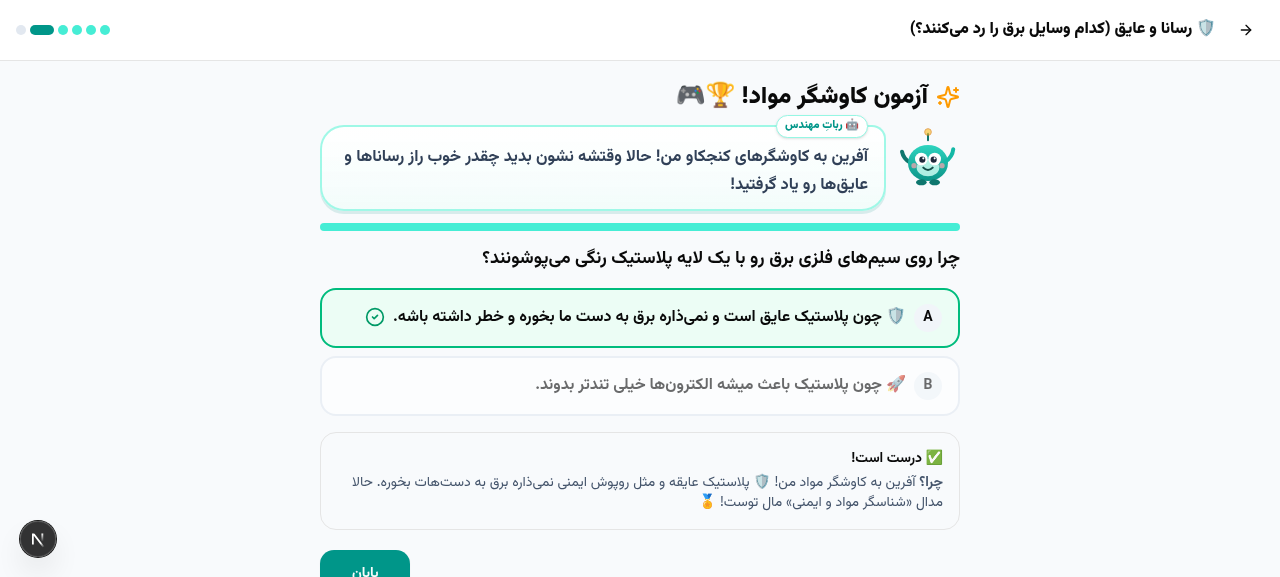 🛡️ رسانا و عایق (کدام وسایل برق را رد می‌کنند؟)
آزمون کاوشگر مواد! 🏆🎮
🤖 ربات مهندس
آفرین به کاوشگرهای کنجکاو من! حالا وقتشه نشون بدید چقدر خوب راز رساناها و
عایق‌ها رو یاد گرفتید!
چرا روی سیم‌های فلزی برق رو با یک لایه پلاستیک رنگی می‌پوشونند؟
A 🛡️ چون پلاستیک عایق است و نمی‌ذاره برق به دست ما بخوره و خطر داشته باشه.
B 🚀 چون پلاستیک باعث میشه الکترون‌ها خیلی تندتر بدوند.
✅ درست است!
چرا؟ آفرین به کاوشگر مواد من! 🛡️ پلاستیک عایقه و مثل روپوش ایمنی نمی‌ذاره برق به دست‌هات بخوره. حالا
مدال «شناسگر مواد و ایمنی» مال توست! 🏅
پایان
N